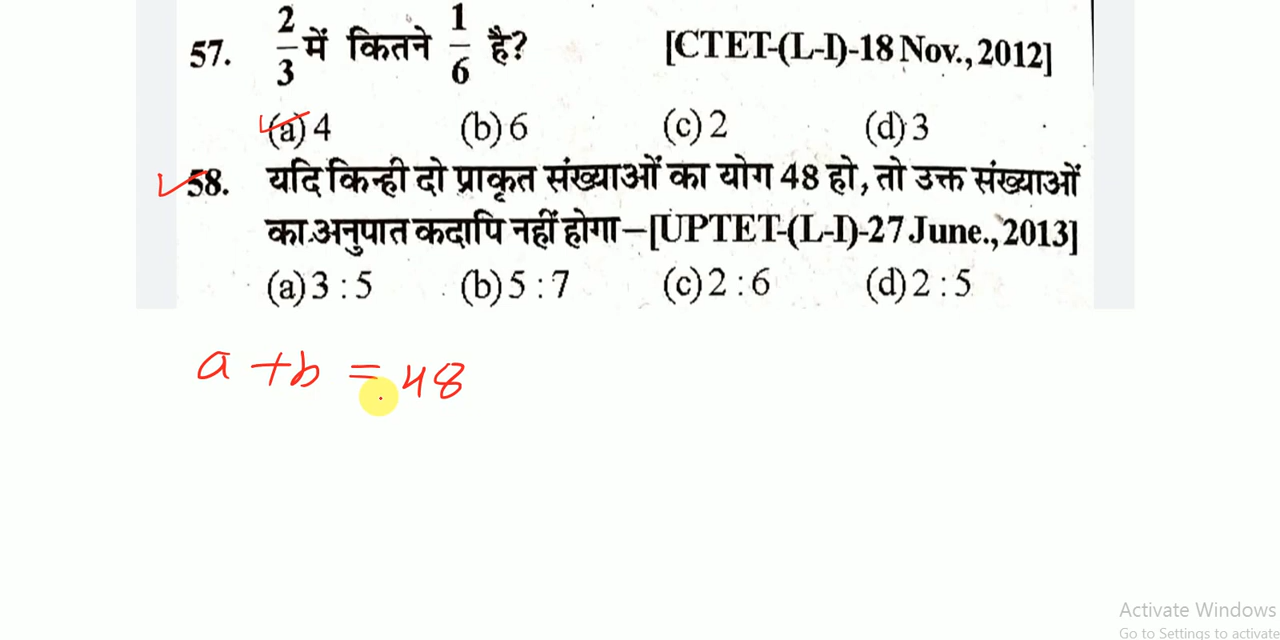 57. 2/3 में कितने 1/6 है? [CTET-(L-I)-18 Nov., 2012]
(a) 4 (b) 6 (c) 2 (d) 3
58. यदि किन्ही दो प्राकृत संख्याओं का योग 48 हो, तो उक्त संख्याओं
का अनुपात कदापि नहीं होगा–[UPTET-(L-I)-27 June., 2013]
(a) 3 : 5 (b) 5 : 7 (c) 2 : 6 (d) 2 : 5
a + b = 48
Activate Windows
Go to Settings to activate